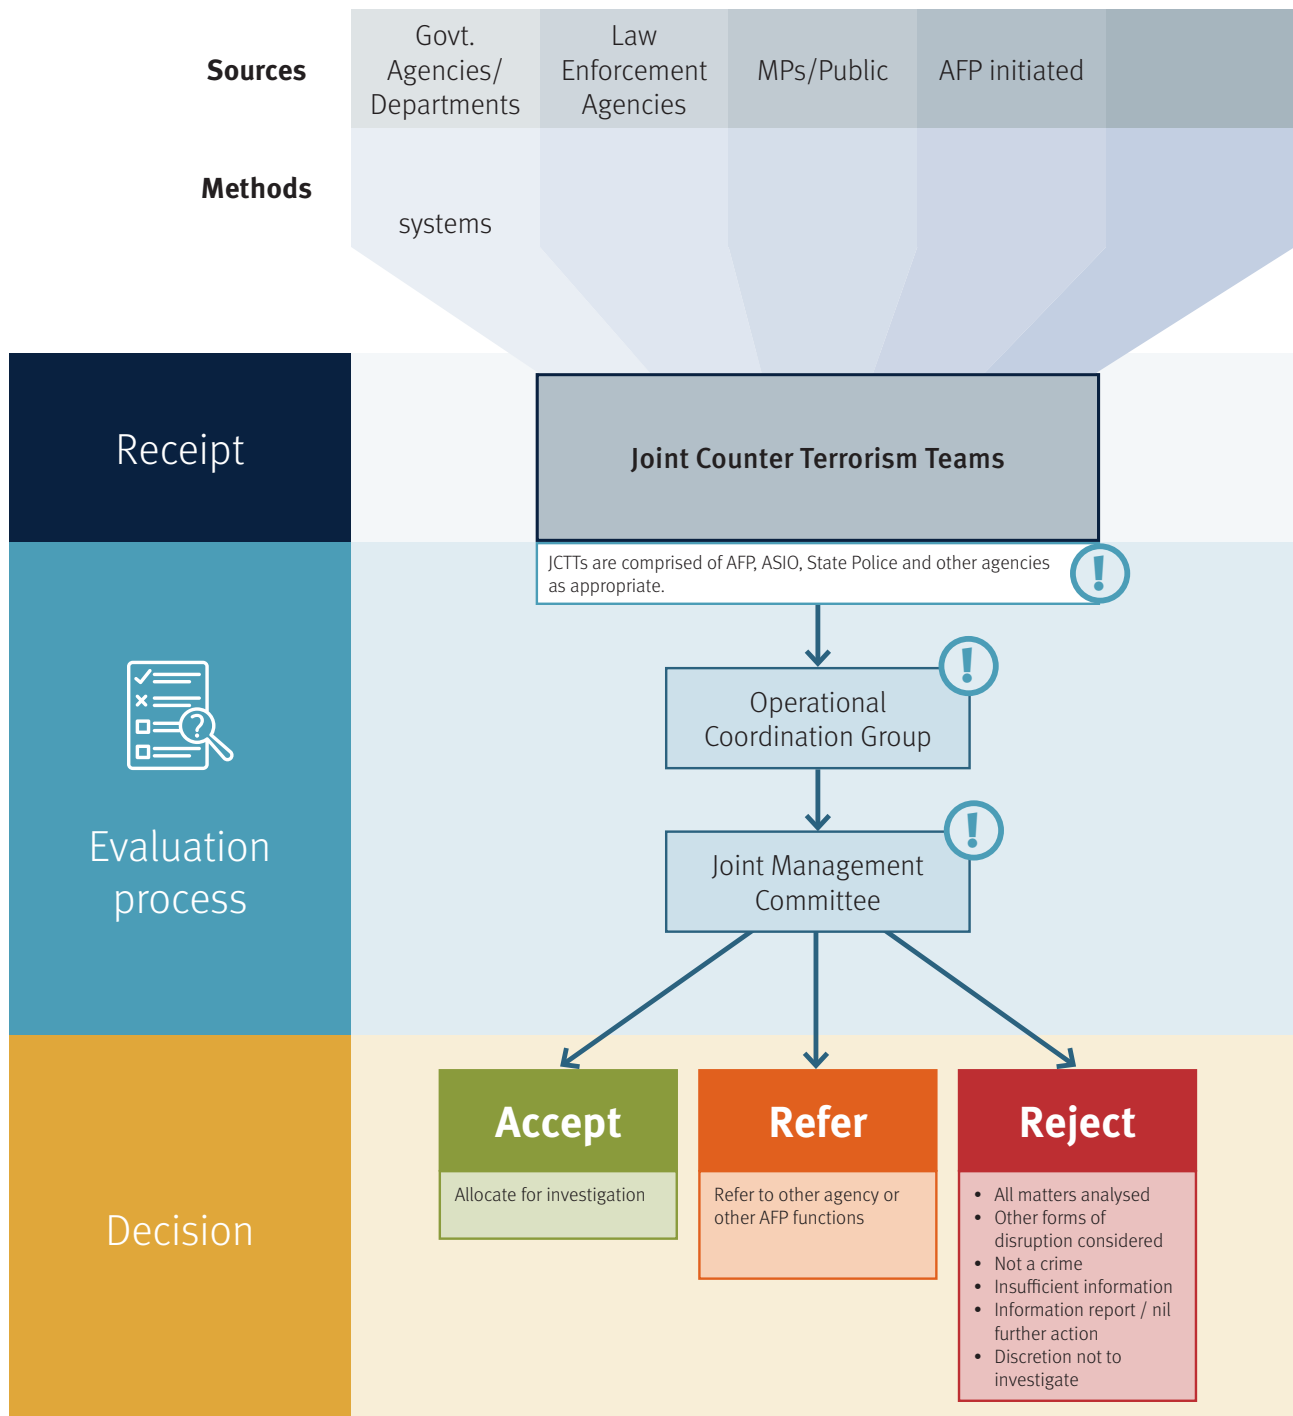 Sources
Govt.
Agencies/
Departments
Law
Enforcement
Agencies
MPs/Public
AFP initiated
Methods
systems
Receipt
Joint Counter Terrorism Teams
JCTTs are comprised of AFP, ASIO, State Police and other agencies
as appropriate.
!
Evaluation
process
?
Operational
Coordination Group
!
Joint Management
Committee
!
Decision
Accept
Allocate for investigation
Refer
Refer to other agency or
other AFP functions
Reject
• All matters analysed
• Other forms of
disruption considered
• Not a crime
• Insufficient information
• Information report / nil
further action
• Discretion not to
investigate